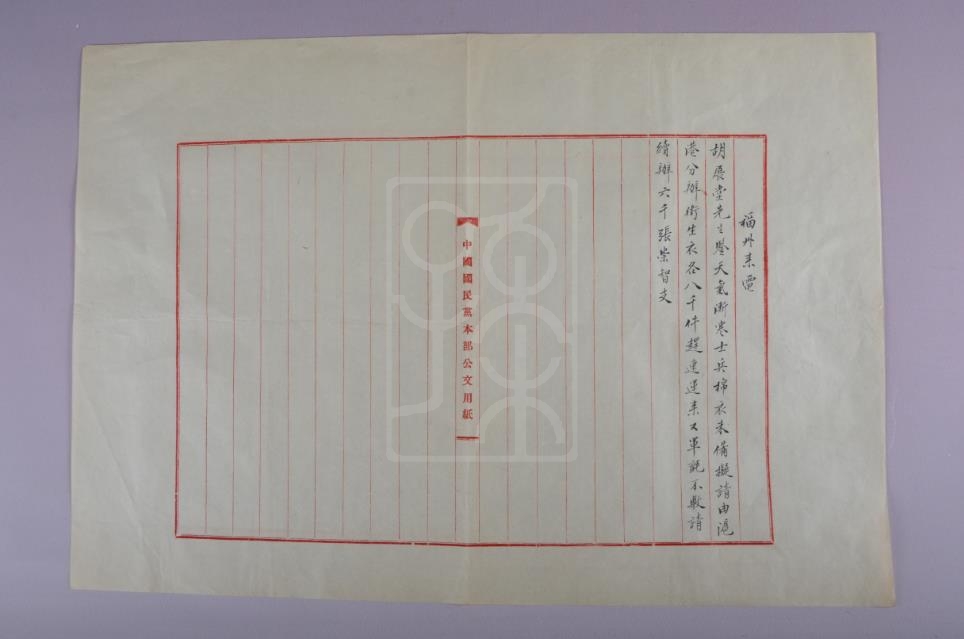 福州來電
胡展堂先生鑒天氣漸寒士兵棉衣未備擬請由滬
港分辦衛生衣各八千件趕速運來又軍氈不敷請
續辦六千張崇智支
中國國民黨本部公文用紙